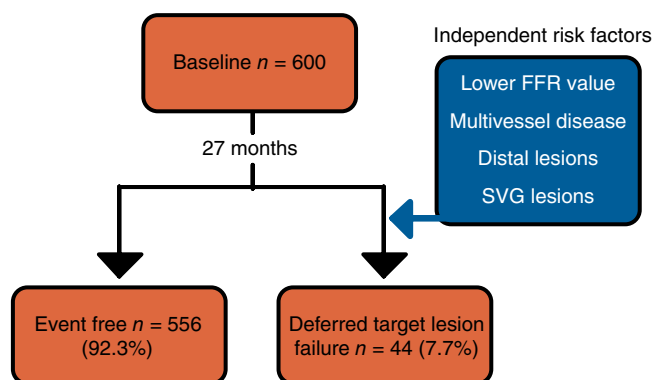 Independent risk factors
Baseline n = 600
Lower FFR value
Multivessel disease
Distal lesions
SVG lesions
27 months
Event free n = 556
(92.3%)
Deferred target lesion
failure n = 44 (7.7%)